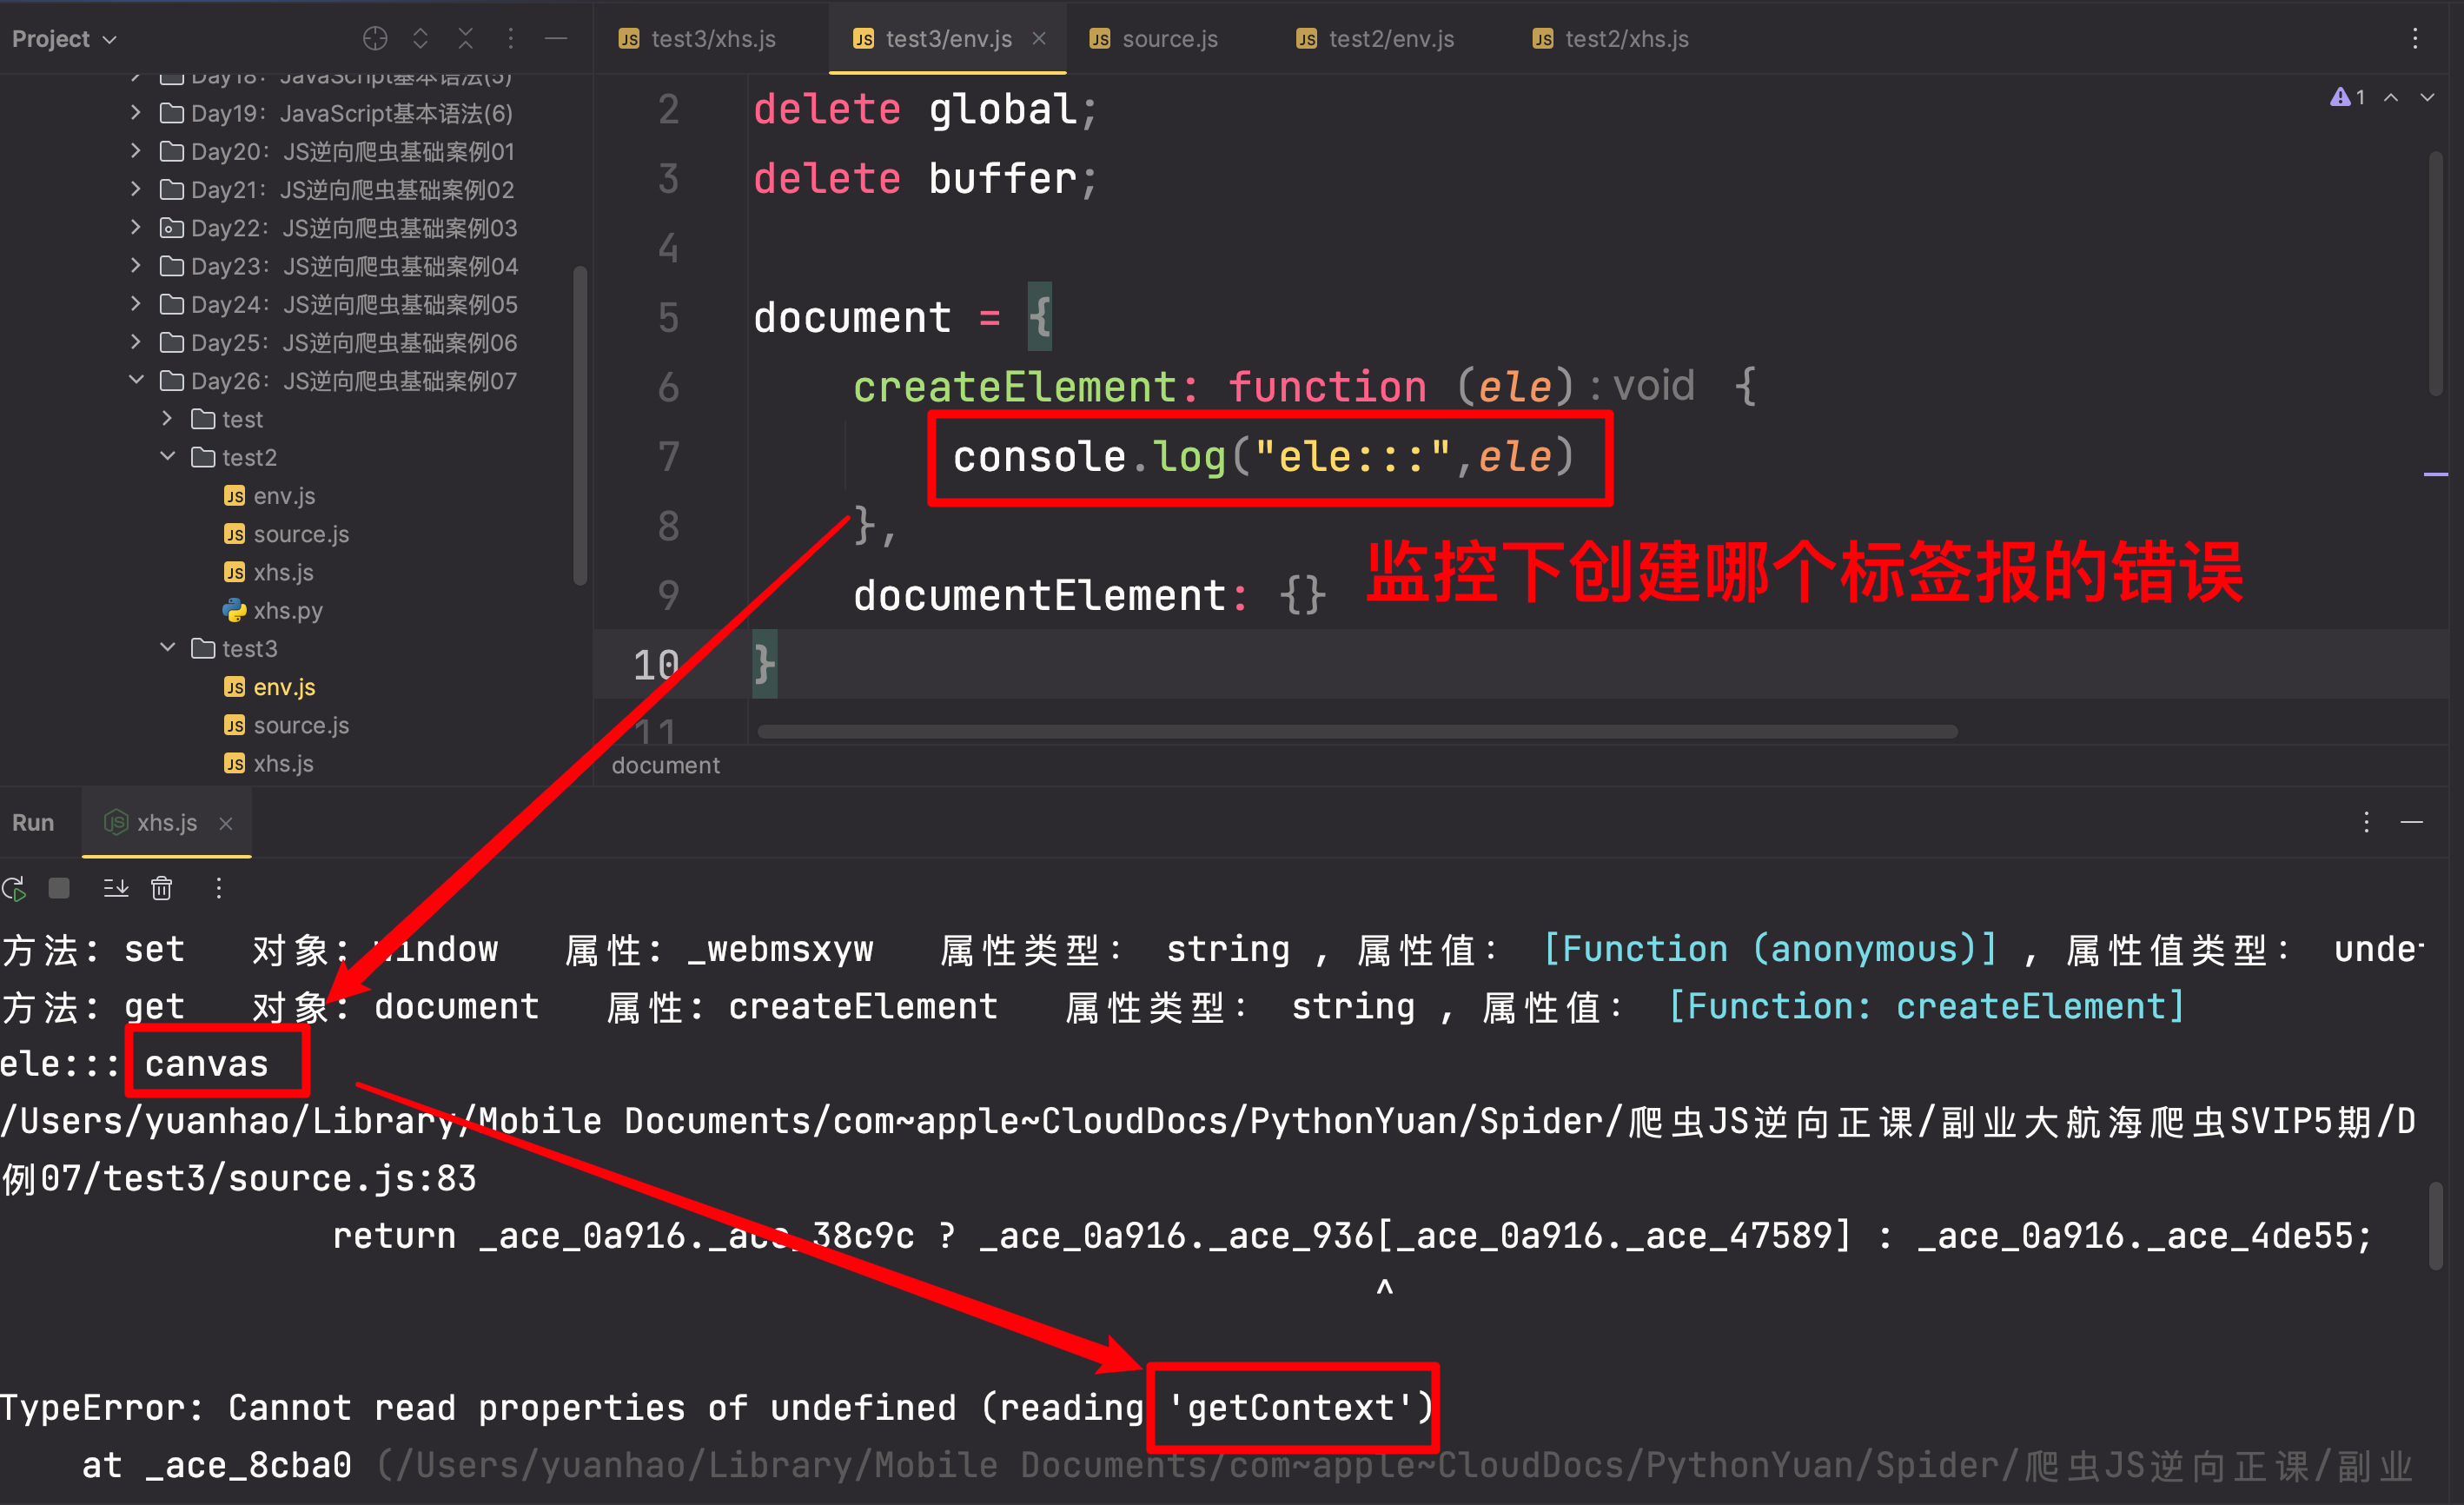 Project
test3/xhs.js
test3/env.js
source.js
test2/env.js
test2/xhs.js
Day18：JavaScript基本语法(5)
Day19：JavaScript基本语法(6)
Day20：JS逆向爬虫基础案例01
Day21：JS逆向爬虫基础案例02
Day22：JS逆向爬虫基础案例03
Day23：JS逆向爬虫基础案例04
Day24：JS逆向爬虫基础案例05
Day25：JS逆向爬虫基础案例06
Day26：JS逆向爬虫基础案例07
test
test2
env.js
source.js
xhs.js
xhs.py
test3
env.js
source.js
xhs.js
1
2 delete global;
3 delete buffer;
4
5 document = {
6 createElement: function (ele) :void {
7 console.log("ele:::",ele)
8 },
9 documentElement: {}
监控下创建哪个标签报的错误
10 }
11
document
Run
xhs.js
方法: set 对象: window 属性: _webmsxyw 属性类型： string , 属性值： [Function (anonymous)] , 属性值类型： unde
方法: get 对象: document 属性: createElement 属性类型： string , 属性值： [Function: createElement]
ele::: canvas
/Users/yuanhao/Library/Mobile Documents/com~apple~CloudDocs/PythonYuan/Spider/爬虫JS逆向正课/副业大航海爬虫SVIP5期/D
例07/test3/source.js:83
return _ace_0a916._ace_38c9c ? _ace_0a916._ace_936[_ace_0a916._ace_47589] : _ace_0a916._ace_4de55;
^
TypeError: Cannot read properties of undefined (reading 'getContext')
at _ace_8cba0 (/Users/yuanhao/Library/Mobile Documents/com~apple~CloudDocs/PythonYuan/Spider/爬虫JS逆向正课/副业